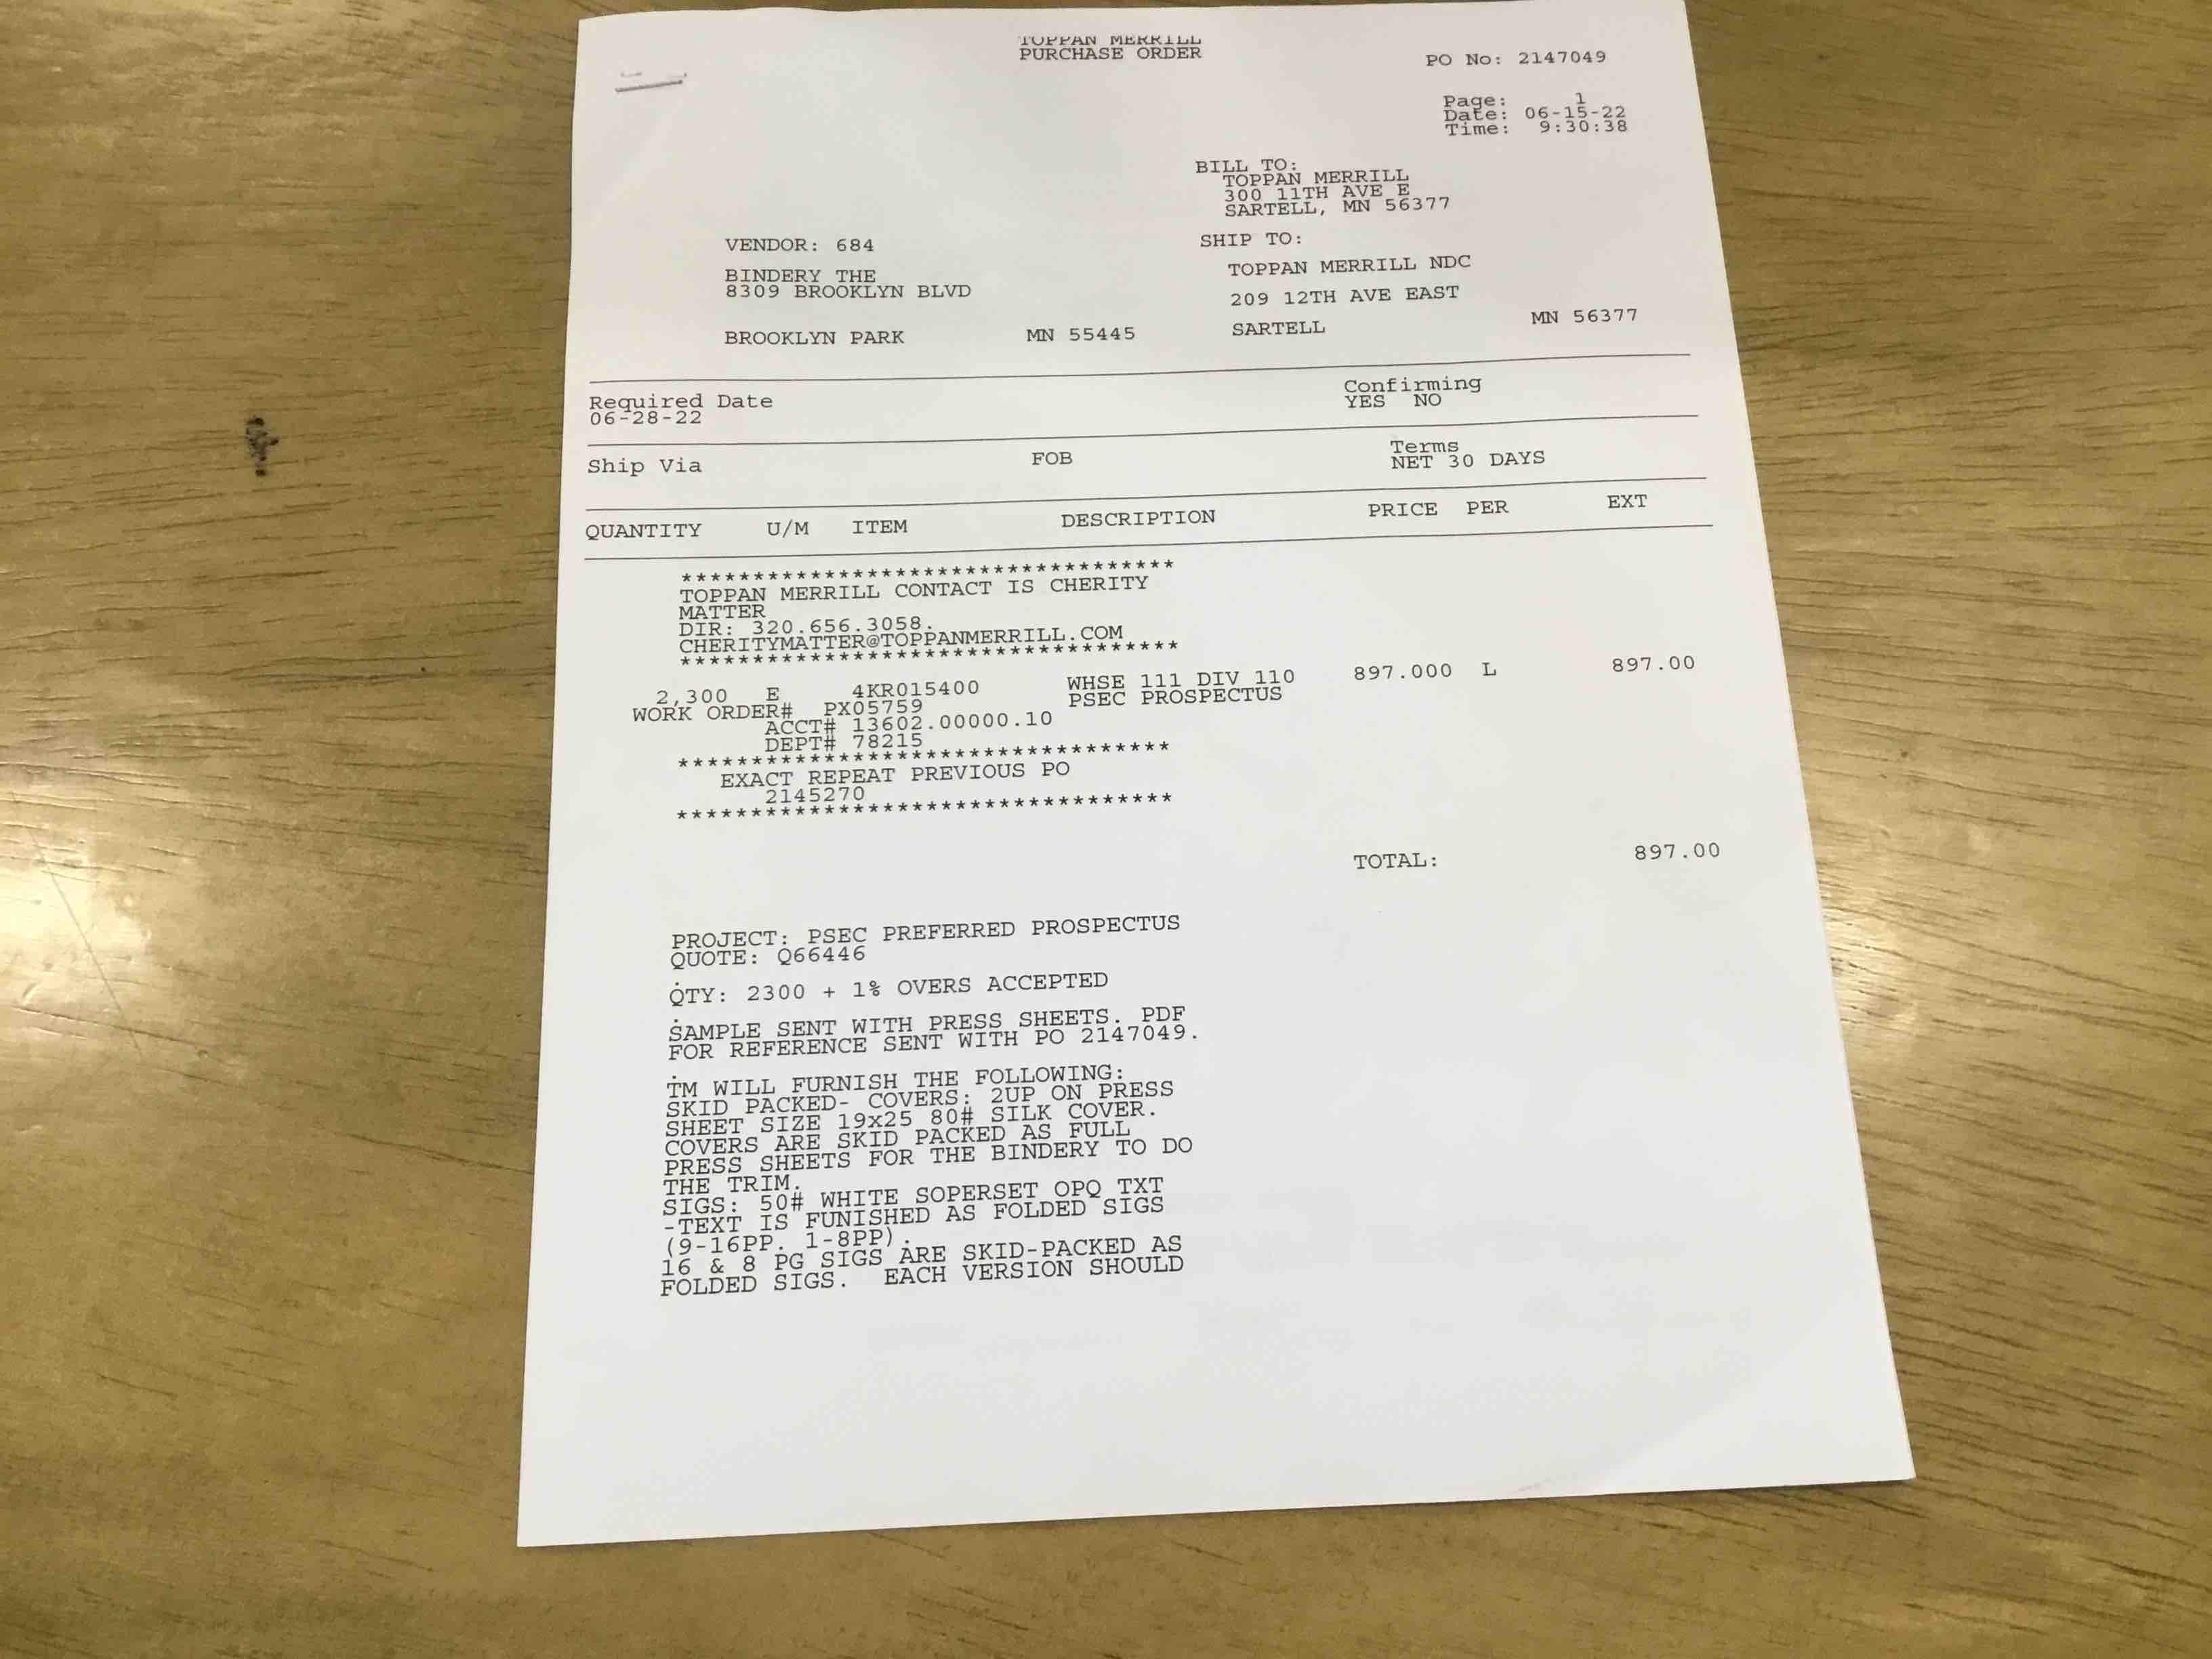 TOPPAN MERRILL
PURCHASE ORDER
PO No: 2147049
Page: 1
Date: 06-15-22
Time: 9:30:38
BILL TO:
TOPPAN MERRILL
300 11TH AVE E
SARTELL, MN 56377
VENDOR: 684
BINDERY THE
8309 BROOKLYN BLVD
BROOKLYN PARK MN 55445
SHIP TO:
TOPPAN MERRILL NDC
209 12TH AVE EAST
SARTELL MN 56377
Required Date
06-28-22
Confirming
YES NO
Ship Via
FOB
Terms
NET 30 DAYS
QUANTITY U/M ITEM DESCRIPTION PRICE PER EXT
***********************************
TOPPAN MERRILL CONTACT IS CHERITY
MATTER
DIR: 320.656.3058.
CHERITYMATTER@TOPPANMERRILL.COM
***********************************
2,300 E 4KR015400 WHSE 111 DIV 110 897.000 L 897.00
WORK ORDER# PX05759 PSEC PROSPECTUS
ACCT# 13602.00000.10
DEPT# 78215
***********************************
EXACT REPEAT PREVIOUS PO
2145270
***********************************
TOTAL: 897.00
PROJECT: PSEC PREFERRED PROSPECTUS
QUOTE: Q66446
.
QTY: 2300 + 1% OVERS ACCEPTED
.
SAMPLE SENT WITH PRESS SHEETS. PDF
FOR REFERENCE SENT WITH PO 2147049.
.
TM WILL FURNISH THE FOLLOWING:
SKID PACKED- COVERS: 2UP ON PRESS
SHEET SIZE 19x25 80# SILK COVER.
COVERS ARE SKID PACKED AS FULL
PRESS SHEETS FOR THE BINDERY TO DO
THE TRIM.
SIGS: 50# WHITE SOPERSET OPQ TXT
-TEXT IS FUNISHED AS FOLDED SIGS
(9-16PP. 1-8PP).
16 & 8 PG SIGS ARE SKID-PACKED AS
FOLDED SIGS. EACH VERSION SHOULD